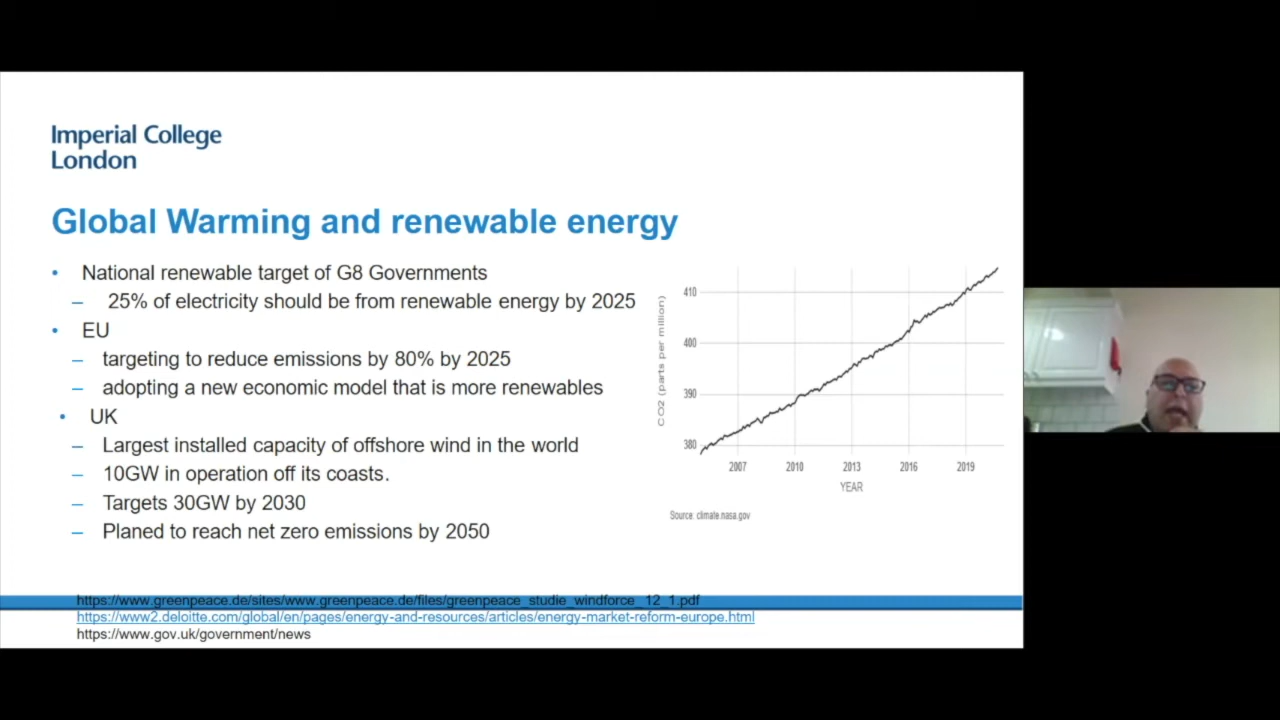 Imperial College
London
Global Warming and renewable energy
• National renewable target of G8 Governments
– 25% of electricity should be from renewable energy by 2025
• EU
– targeting to reduce emissions by 80% by 2025
– adopting a new economic model that is more renewables
• UK
– Largest installed capacity of offshore wind in the world
– 10GW in operation off its coasts.
– Targets 30GW by 2030
– Planed to reach net zero emissions by 2050
CO2 (parts per million)
410
400
390
380
2007 2010 2013 2016 2019
YEAR
Source: climate.nasa.gov
https://www.greenpeace.de/sites/www.greenpeace.de/files/greenpeace_studie_windforce_12_1.pdf
https://www2.deloitte.com/global/en/pages/energy-and-resources/articles/energy-market-reform-europe.html
https://www.gov.uk/government/news